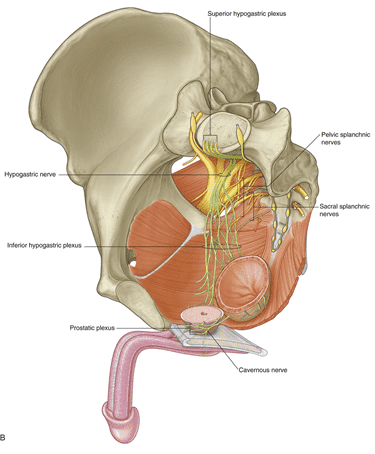 Superior hypogastric plexus
Pelvic splanchnic
nerves
Hypogastric nerve
Sacral splanchnic
nerves
Inferior hypogastric plexus
Prostatic plexus
Cavernous nerve
B